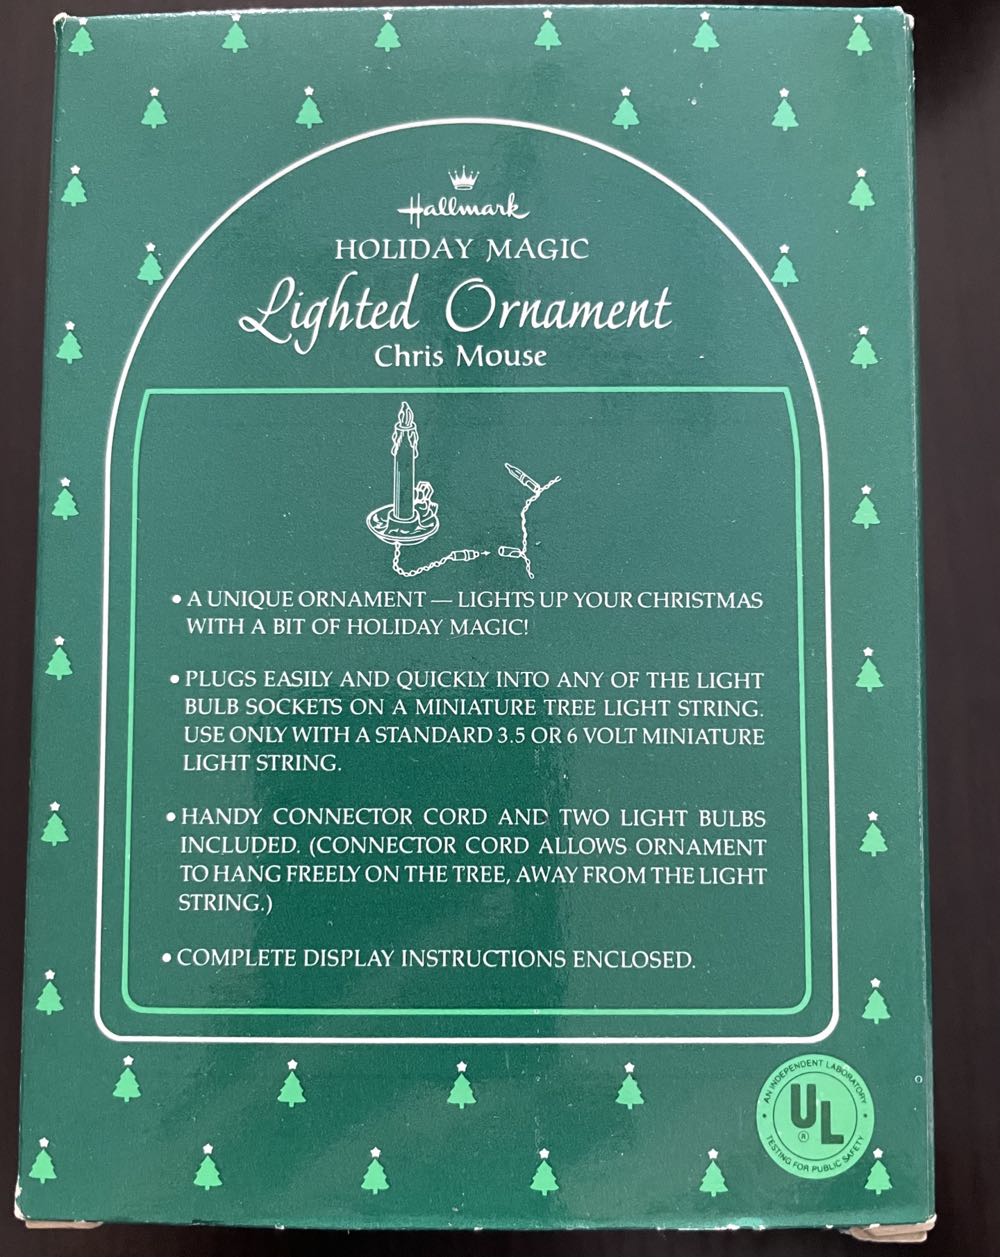 Hallmark
HOLIDAY MAGIC
Lighted Ornament
Chris Mouse
• A UNIQUE ORNAMENT — LIGHTS UP YOUR CHRISTMAS
WITH A BIT OF HOLIDAY MAGIC!
• PLUGS EASILY AND QUICKLY INTO ANY OF THE LIGHT
BULB SOCKETS ON A MINIATURE TREE LIGHT STRING.
USE ONLY WITH A STANDARD 3.5 OR 6 VOLT MINIATURE
LIGHT STRING.
• HANDY CONNECTOR CORD AND TWO LIGHT BULBS
INCLUDED. (CONNECTOR CORD ALLOWS ORNAMENT
TO HANG FREELY ON THE TREE, AWAY FROM THE LIGHT
STRING.)
• COMPLETE DISPLAY INSTRUCTIONS ENCLOSED.
AN INDEPENDENT LABORATORY
UL ®
TESTING FOR PUBLIC SAFETY